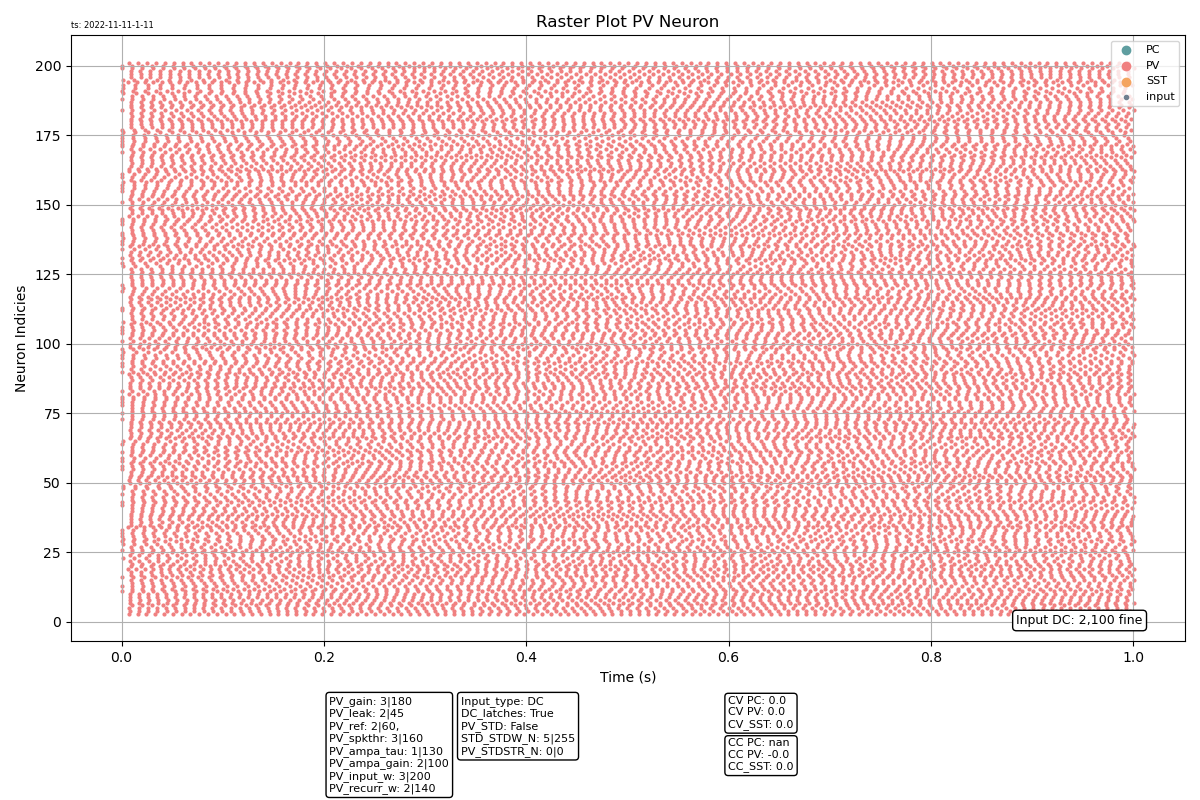 ts: 2022-11-11-1-11
Raster Plot PV Neuron
PC
PV
SST
input
Neuron Indicies
200
175
150
125
100
75
50
25
0
Input DC: 2,100 fine
0.0 0.2 0.4 0.6 0.8 1.0
Time (s)
PV_gain: 3|180
PV_leak: 2|45
PV_ref: 2|60,
PV_spkthr: 3|160
PV_ampa_tau: 1|130
PV_ampa_gain: 2|100
PV_input_w: 3|200
PV_recurr_w: 2|140
Input_type: DC
DC_latches: True
PV_STD: False
STD_STDW_N: 5|255
PV_STDSTR_N: 0|0
CV PC: 0.0
CV PV: 0.0
CV_SST: 0.0
CC PC: nan
CC PV: -0.0
CC_SST: 0.0